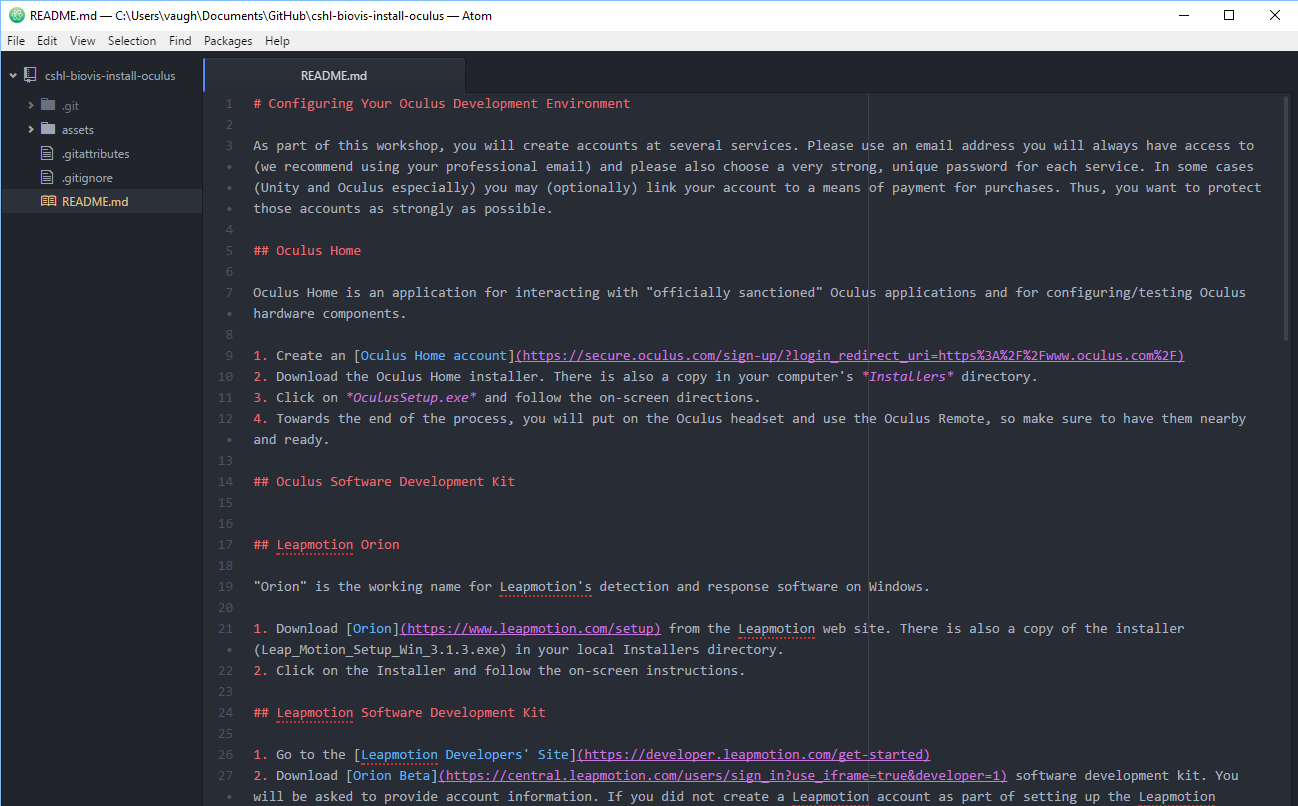 README.md — C:\Users\vaugh\Documents\GitHub\cshl-biovis-install-oculus — Atom
File Edit View Selection Find Packages Help
cshl-biovis-install-oculus
.git
assets
.gitattributes
.gitignore
README.md
README.md
1 # Configuring Your Oculus Development Environment
2
3 As part of this workshop, you will create accounts at several services. Please use an email address you will always have access to
• (we recommend using your professional email) and please also choose a very strong, unique password for each service. In some cases
• (Unity and Oculus especially) you may (optionally) link your account to a means of payment for purchases. Thus, you want to protect
• those accounts as strongly as possible.
4
5 ## Oculus Home
6
7 Oculus Home is an application for interacting with "officially sanctioned" Oculus applications and for configuring/testing Oculus
• hardware components.
8
9 1. Create an [Oculus Home account](https://secure.oculus.com/sign-up/?login_redirect_uri=https%3A%2F%2Fwww.oculus.com%2F)
10 2. Download the Oculus Home installer. There is also a copy in your computer's *Installers* directory.
11 3. Click on *OculusSetup.exe* and follow the on-screen directions.
12 4. Towards the end of the process, you will put on the Oculus headset and use the Oculus Remote, so make sure to have them nearby
• and ready.
13
14 ## Oculus Software Development Kit
15
16
17 ## Leapmotion Orion
18
19 "Orion" is the working name for Leapmotion's detection and response software on Windows.
20
21 1. Download [Orion](https://www.leapmotion.com/setup) from the Leapmotion web site. There is also a copy of the installer
• (Leap_Motion_Setup_Win_3.1.3.exe) in your local Installers directory.
22 2. Click on the Installer and follow the on-screen instructions.
23
24 ## Leapmotion Software Development Kit
25
26 1. Go to the [Leapmotion Developers' Site](https://developer.leapmotion.com/get-started)
27 2. Download [Orion Beta](https://central.leapmotion.com/users/sign_in?use_iframe=true&developer=1) software development kit. You
• will be asked to provide account information. If you did not create a Leapmotion account as part of setting up the Leapmotion